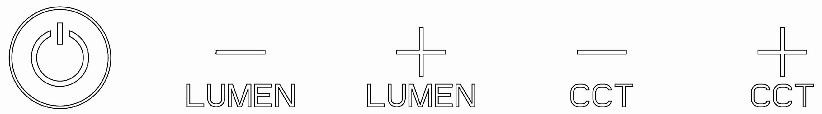 − + − +
LUMEN LUMEN CCT CCT